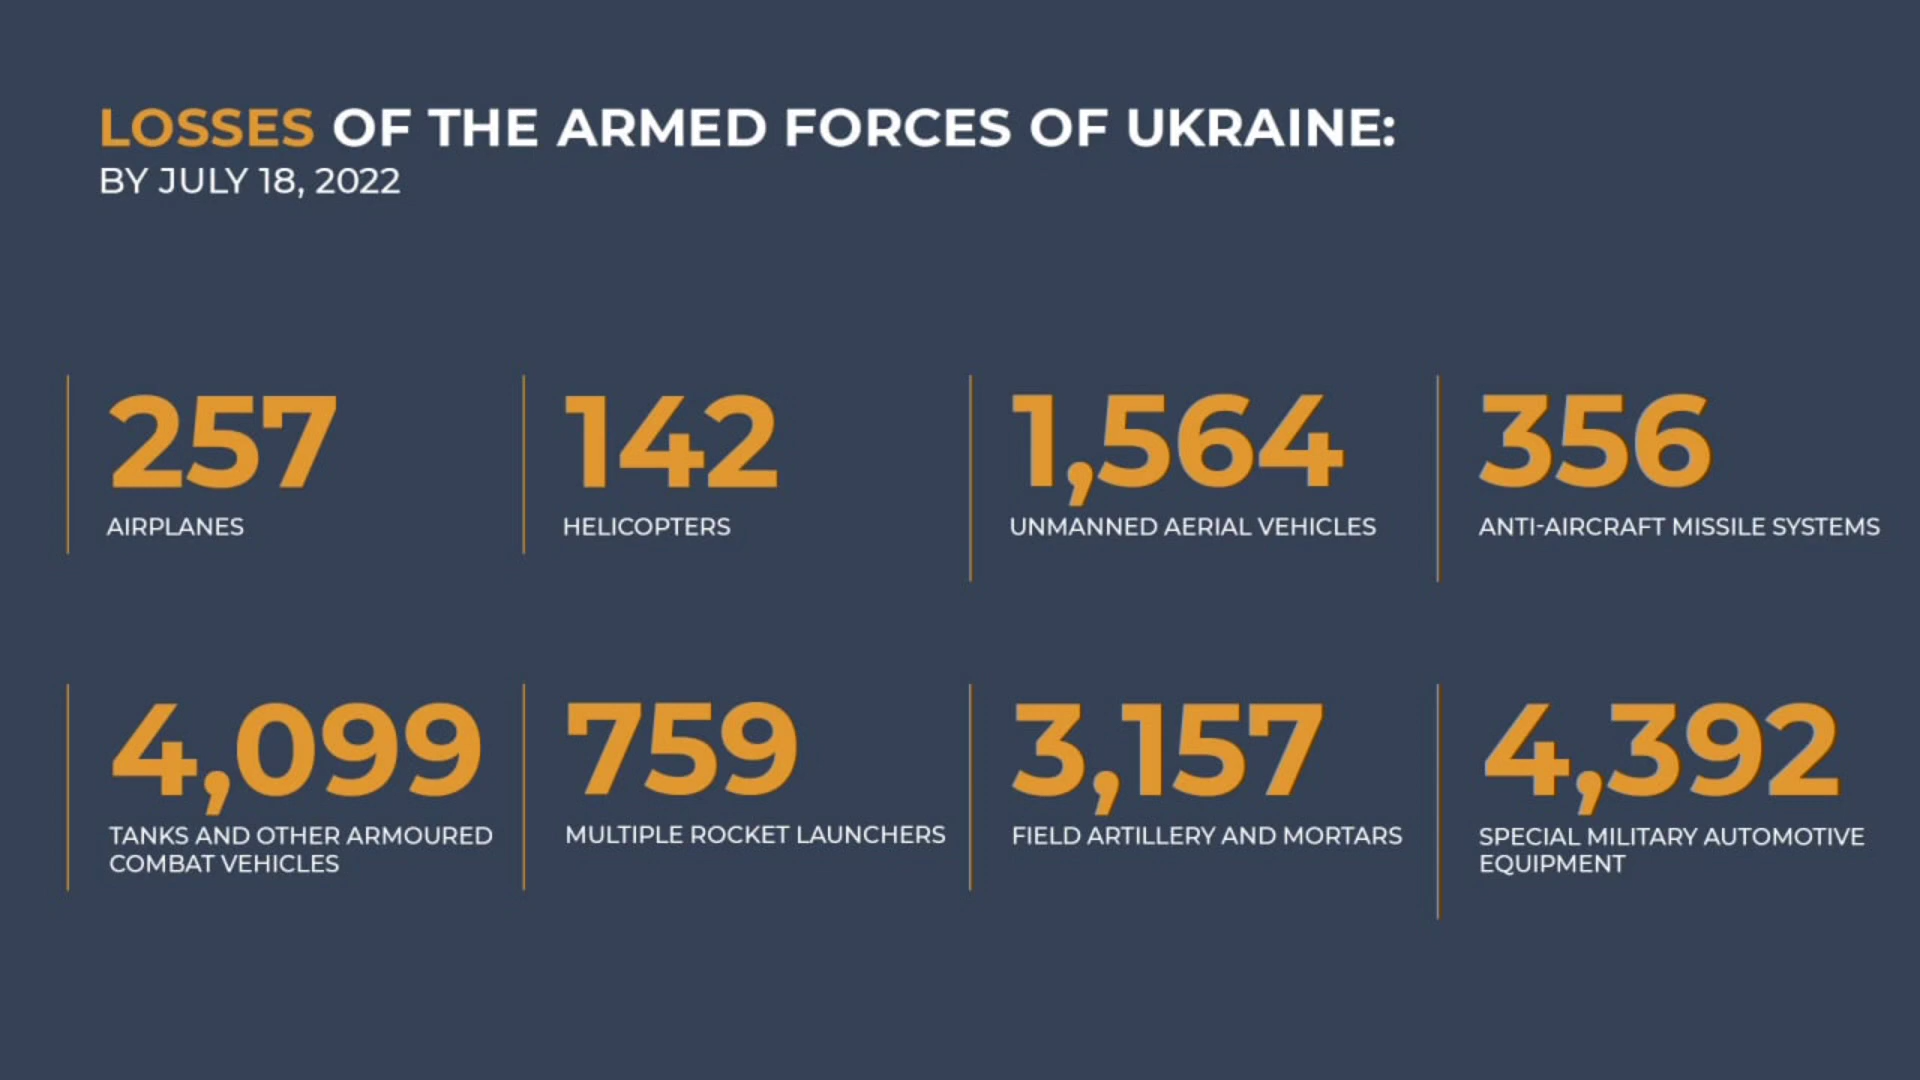 LOSSES OF THE ARMED FORCES OF UKRAINE:
BY JULY 18, 2022
257
AIRPLANES
142
HELICOPTERS
1,564
UNMANNED AERIAL VEHICLES
356
ANTI-AIRCRAFT MISSILE SYSTEMS
4,099
TANKS AND OTHER ARMOURED
COMBAT VEHICLES
759
MULTIPLE ROCKET LAUNCHERS
3,157
FIELD ARTILLERY AND MORTARS
4,392
SPECIAL MILITARY AUTOMOTIVE
EQUIPMENT